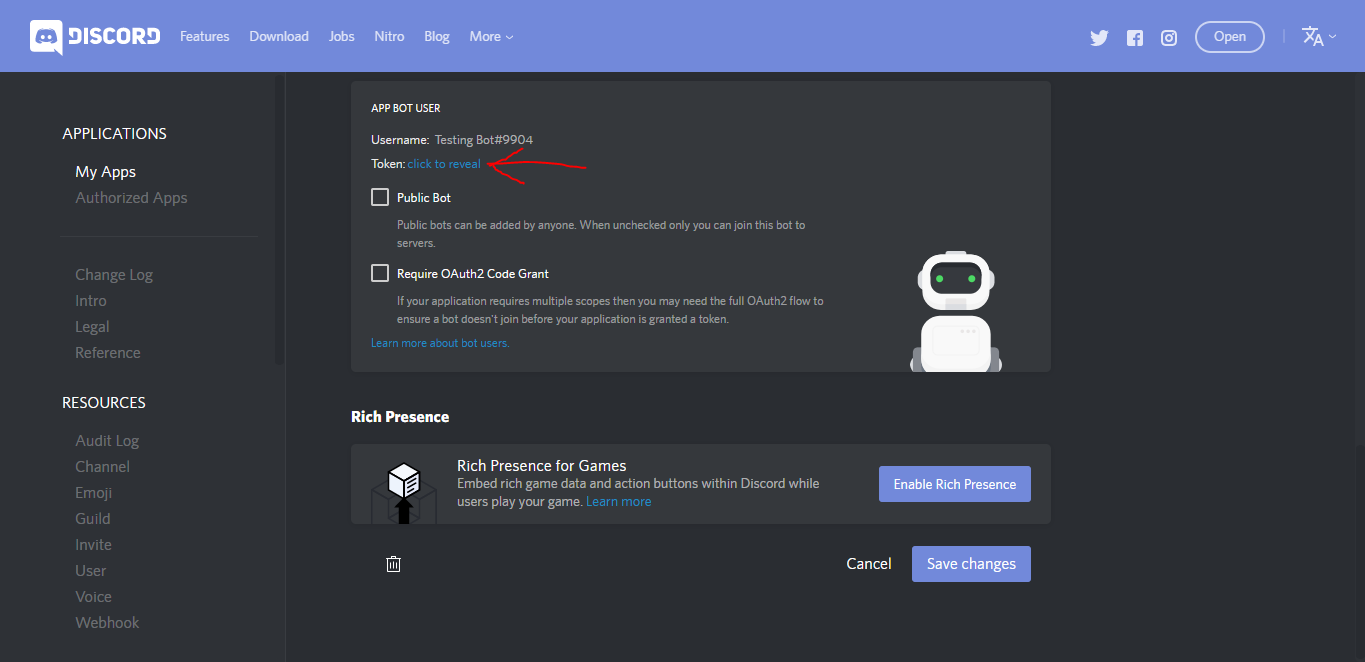 DISCORD Features Download Jobs Nitro Blog More Open
APPLICATIONS
My Apps
Authorized Apps
Change Log
Intro
Legal
Reference
RESOURCES
Audit Log
Channel
Emoji
Guild
Invite
User
Voice
Webhook
APP BOT USER
Username: Testing Bot#9904
Token:click to reveal
Public Bot
Public bots can be added by anyone. When unchecked only you can join this bot to
servers.
Require OAuth2 Code Grant
If your application requires multiple scopes then you may need the full OAuth2 flow to
ensure a bot doesn't join before your application is granted a token.
Learn more about bot users.
Rich Presence
Rich Presence for Games
Embed rich game data and action buttons within Discord while
users play your game. Learn more
Enable Rich Presence
Cancel Save changes